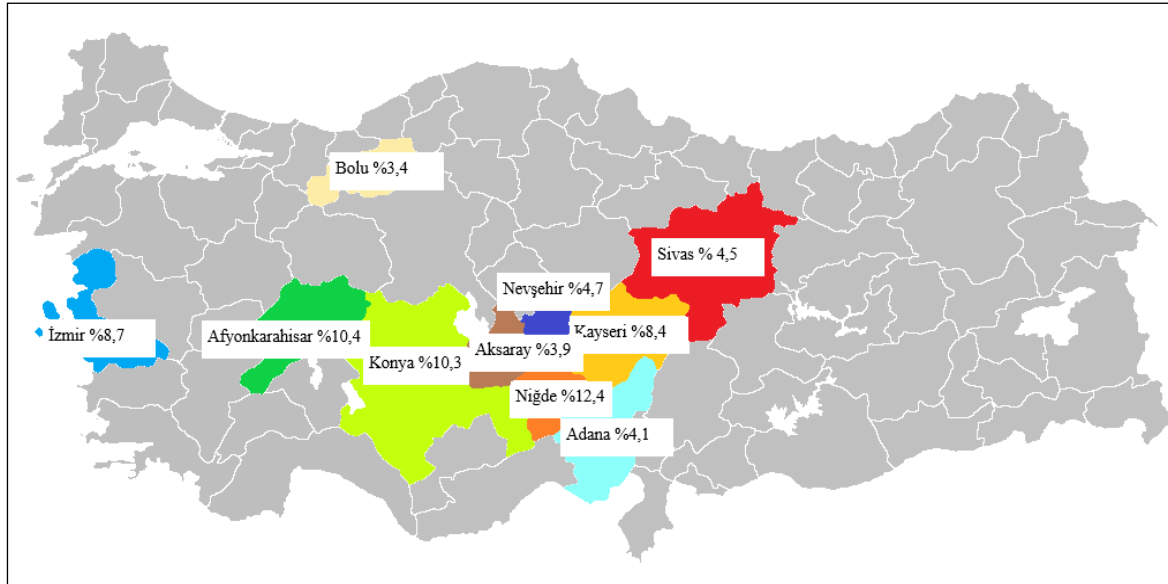 Bolu %3,4
Sivas % 4,5
Nevşehir %4,7
İzmir %8,7
Afyonkarahisar %10,4
Kayseri %8,4
Aksaray %3,9
Konya %10,3
Niğde %12,4
Adana %4,1